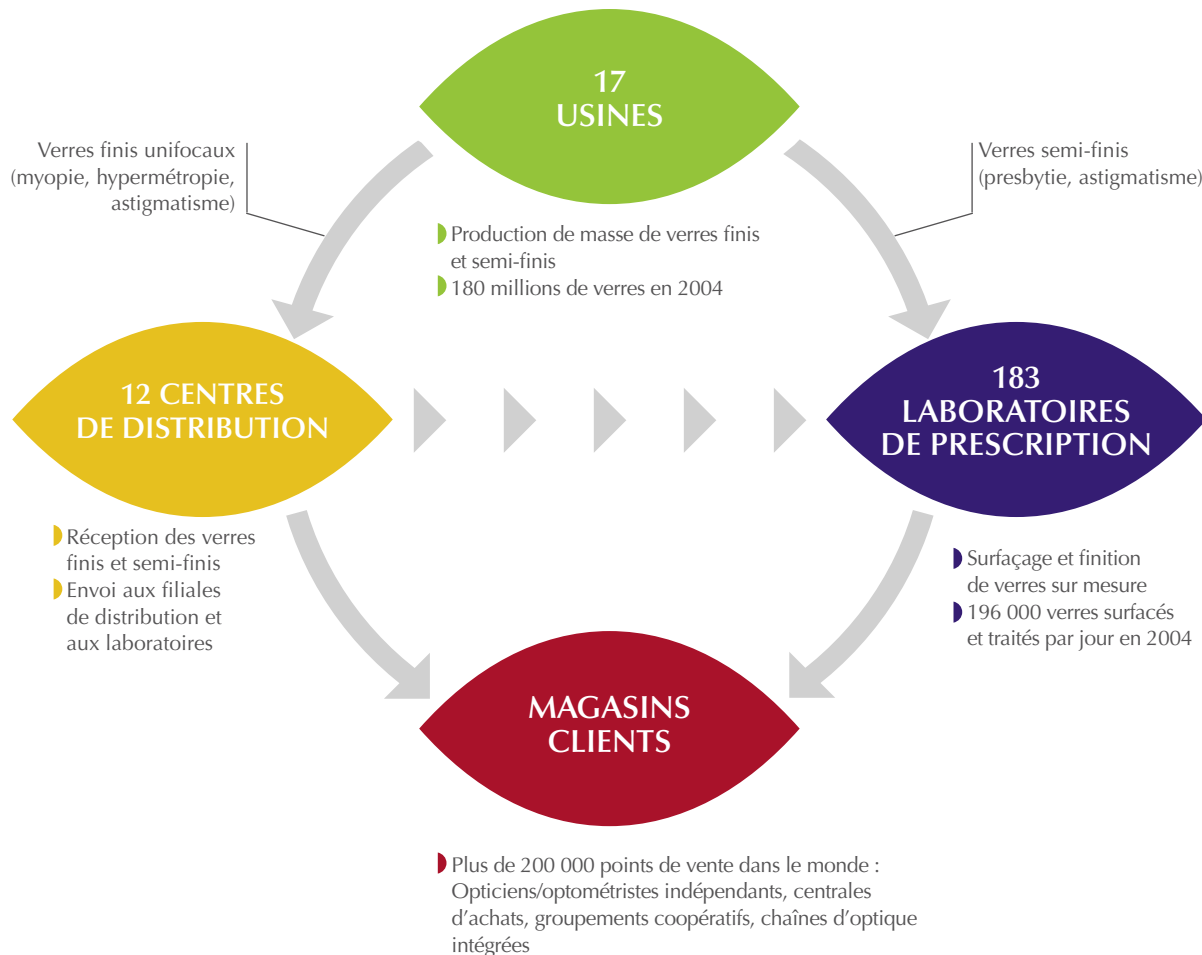 17
USINES
Verres finis unifocaux
(myopie, hypermétropie,
astigmatisme)
Verres semi-finis
(presbytie, astigmatisme)
Production de masse de verres finis
et semi-finis
180 millions de verres en 2004
12 CENTRES
DE DISTRIBUTION
183
LABORATOIRES
DE PRESCRIPTION
Réception des verres
finis et semi-finis
Envoi aux filiales
de distribution et
aux laboratoires
Surfaçage et finition
de verres sur mesure
196 000 verres surfacés
et traités par jour en 2004
MAGASINS
CLIENTS
Plus de 200 000 points de vente dans le monde :
Opticiens/optométristes indépendants, centrales
d’achats, groupements coopératifs, chaînes d’optique
intégrées